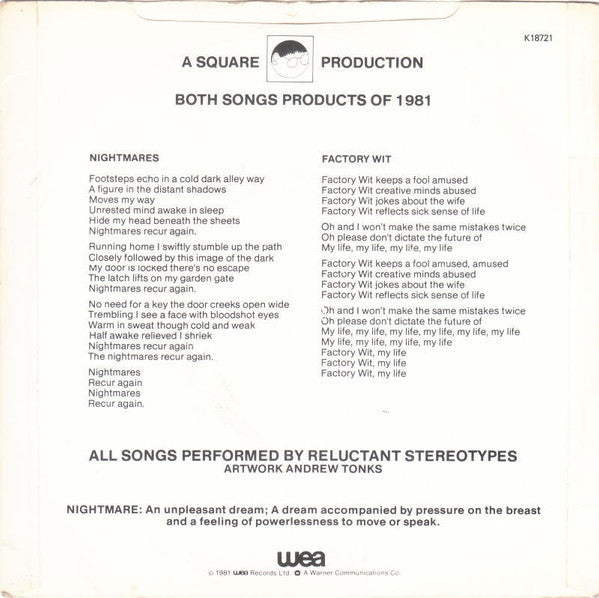 K18721
A SQUARE PRODUCTION
BOTH SONGS PRODUCTS OF 1981
NIGHTMARES
Footsteps echo in a cold dark alley way
A figure in the distant shadows
Moves my way
Unrested mind awake in sleep
Hide my head beneath the sheets
Nightmares recur again.
Running home I swiftly stumble up the path
Closely followed by this image of the dark
My door is locked there's no escape
The latch lifts on my garden gate
Nightmares recur again.
No need for a key the door creeks open wide
Trembling I see a face with bloodshot eyes
Warm in sweat though cold and weak
Half awake relieved I shriek
Nightmares recur again
The nightmares recur again.
Nightmares
Recur again
Nightmares
Recur again.
FACTORY WIT
Factory Wit keeps a fool amused
Factory Wit creative minds abused
Factory Wit jokes about the wife
Factory Wit reflects sick sense of life
Oh and I won't make the same mistakes twice
Oh please don't dictate the future of
My life, my life, my life, my life
Factory Wit keeps a fool amused, amused
Factory Wit creative minds abused
Factory Wit jokes about the wife
Factory Wit reflects sick sense of life
Oh and I won't make the same mistakes twice
Oh please don't dictate the future of
My life, my life, my life, my life, my life, my life
My life, my life, my life, my life, my life
Factory Wit, my life
Factory Wit, my life
Factory Wit, my life
ALL SONGS PERFORMED BY RELUCTANT STEREOTYPES
ARTWORK ANDREW TONKS
NIGHTMARE: An unpleasant dream; A dream accompanied by pressure on the breast
and a feeling of powerlessness to move or speak.
wea
© 1981 wea Records Ltd. A Warner Communications Co.